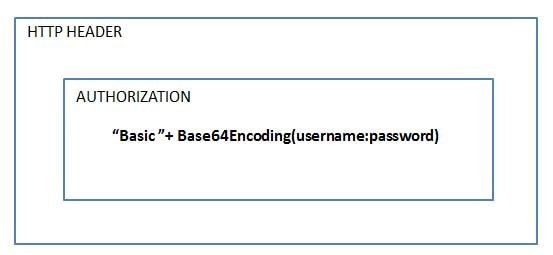 HTTP HEADER
AUTHORIZATION
“Basic ”+ Base64Encoding(username:password)